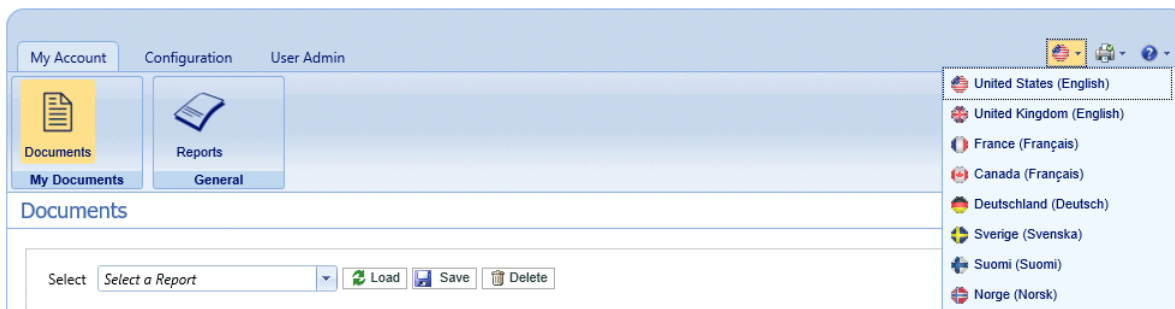 My Account Configuration User Admin
United States (English)
United Kingdom (English)
France (Français)
Canada (Français)
Deutschland (Deutsch)
Sverige (Svenska)
Suomi (Suomi)
Norge (Norsk)
Documents Reports
My Documents General
Documents
Select Select a Report Load Save Delete